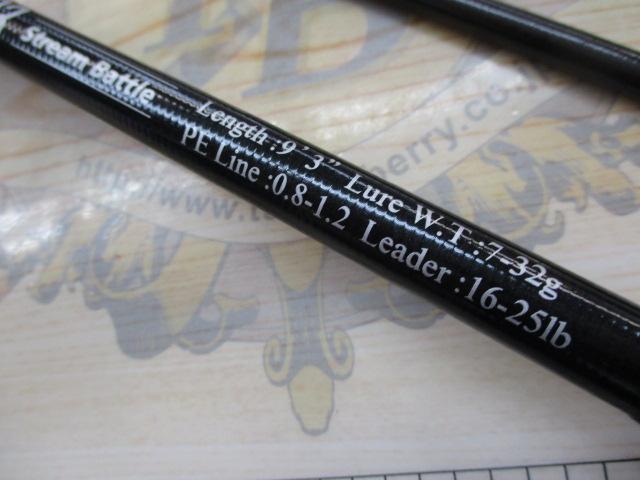 Stream Battle
Length : 9' 3" Lure W.T : 7-32g
PE Line : 0.8-1.2 Leader : 16-25lb